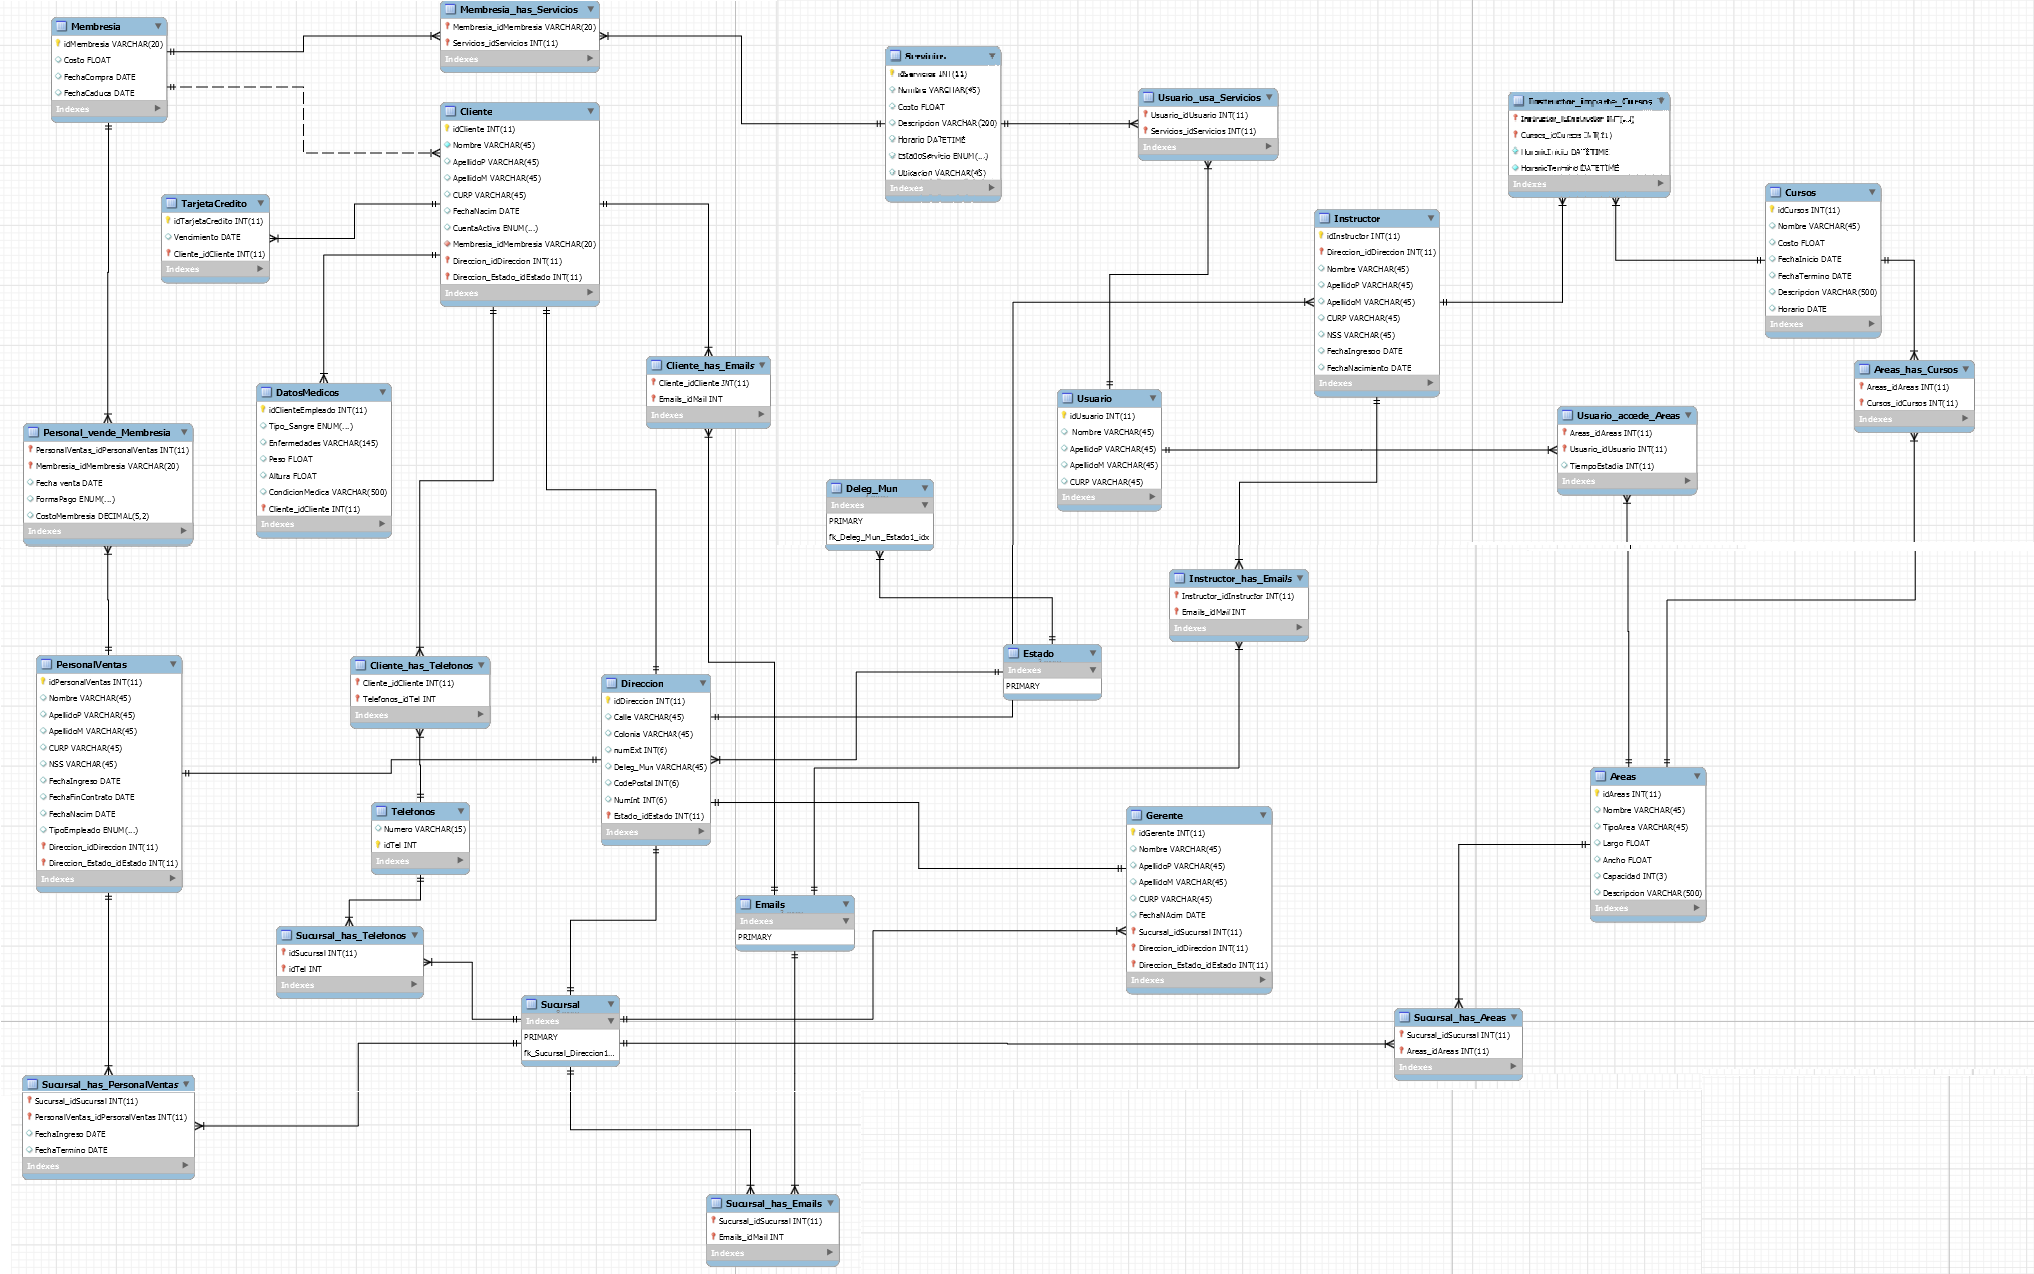 Membresia
idMembresia VARCHAR(20)
Costo FLOAT
FechaCompra DATE
FechaCaduca DATE
Indexes
Membresia_has_Servicios
Membresia_idMembresia VARCHAR(20)
Servicios_idServicios INT(11)
Indexes
Cliente
idCliente INT(11)
Nombre VARCHAR(45)
ApellidoP VARCHAR(45)
ApellidoM VARCHAR(45)
CURP VARCHAR(45)
FechaNacim DATE
CuentaActiva ENUM(...)
Membresia_idMembresia VARCHAR(20)
Direccion_idDireccion INT(11)
Direccion_Estado_idEstado INT(11)
Indexes
Servicios
idServicios INT(11)
Nombre VARCHAR(45)
Costo FLOAT
Descripcion VARCHAR(200)
Horario DATETIME
EstadoServicio ENUM(...)
Ubicacion VARCHAR(45)
Indexes
Usuario_usa_Servicios
Usuario_idUsuario INT(11)
Servicios_idServicios INT(11)
Indexes
Instructor_imparte_Cursos
Cursos_idCursos INT(11)
HorarioInicio DATETIME
HorarioTermino DATETIME
Indexes
Cursos
idCursos INT(11)
Nombre VARCHAR(45)
Costo FLOAT
FechaInicio DATE
FechaTermino DATE
Descripcion VARCHAR(500)
Horario DATE
Indexes
TarjetaCredito
idTarjetaCredito INT(11)
Vencimiento DATE
Cliente_idCliente INT(11)
Indexes
Instructor
idInstructor INT(11)
Direccion_idDireccion INT(11)
Nombre VARCHAR(45)
ApellidoP VARCHAR(45)
ApellidoM VARCHAR(45)
CURP VARCHAR(45)
NSS VARCHAR(45)
FechaIngresoo DATE
FechaNacimiento DATE
Indexes
Cliente_has_Emails
Cliente_idCliente INT(11)
Emails_idMail INT
Indexes
Areas_has_Cursos
Areas_idAreas INT(11)
Cursos_idCursos INT(11)
Indexes
DatosMedicos
idClienteEmpleado INT(11)
Tipo_Sangre ENUM(...)
Enfermedades VARCHAR(145)
Peso FLOAT
Altura FLOAT
CondicionMedica VARCHAR(500)
Cliente_idCliente INT(11)
Indexes
Usuario
idUsuario INT(11)
Nombre VARCHAR(45)
ApellidoP VARCHAR(45)
ApellidoM VARCHAR(45)
CURP VARCHAR(45)
Indexes
Usuario_accede_Areas
Areas_idAreas INT(11)
Usuario_idUsuario INT(11)
TiempoEstadia INT(11)
Indexes
Personal_vende_Membresia
PersonalVentas_idPersonalVentas INT(11)
Membresia_idMembresia VARCHAR(20)
Fecha venta DATE
FormaPago ENUM(...)
CostoMembresia DECIMAL(5,2)
Indexes
Deleg_Mun
Indexes
PRIMARY
fk_Deleg_Mun_Estado1_idx
Instructor_has_Emails
Instructor_idInstructor INT(11)
Emails_idMail INT
Indexes
Estado
Indexes
PRIMARY
PersonalVentas
idPersonalVentas INT(11)
Nombre VARCHAR(45)
ApellidoP VARCHAR(45)
ApellidoM VARCHAR(45)
CURP VARCHAR(45)
NSS VARCHAR(45)
FechaIngreso DATE
FechaFinContrato DATE
FechaNacim DATE
TipoEmpleado ENUM(...)
Direccion_idDireccion INT(11)
Direccion_Estado_idEstado INT(11)
Indexes
Cliente_has_Telefonos
Cliente_idCliente INT(11)
Telefonos_idTel INT
Indexes
Direccion
idDireccion INT(11)
Calle VARCHAR(45)
Colonia VARCHAR(45)
numExt INT(6)
Deleg_Mun VARCHAR(45)
CodePostal INT(6)
NumInt INT(6)
Estado_idEstado INT(11)
Indexes
Telefonos
Numero VARCHAR(15)
idTel INT
Indexes
Gerente
idGerente INT(11)
Nombre VARCHAR(45)
ApellidoP VARCHAR(45)
ApellidoM VARCHAR(45)
CURP VARCHAR(45)
FechaNAcim DATE
Sucursal_idSucursal INT(11)
Direccion_idDireccion INT(11)
Direccion_Estado_idEstado INT(11)
Indexes
Areas
idAreas INT(11)
Nombre VARCHAR(45)
TipoArea VARCHAR(45)
Largo FLOAT
Ancho FLOAT
Capacidad INT(3)
Descripcion VARCHAR(500)
Indexes
Emails
Indexes
PRIMARY
Sucursal_has_Telefonos
idSucursal INT(11)
idTel INT
Indexes
Sucursal
Indexes
PRIMARY
fk_Sucursal_Direccion1...
Sucursal_has_Areas
Sucursal_idSucursal INT(11)
Areas_idAreas INT(11)
Indexes
Sucursal_has_PersonalVentas
Sucursal_idSucursal INT(11)
PersonalVentas_idPersonalVentas INT(11)
FechaIngreso DATE
FechaTermino DATE
Indexes
Sucursal_has_Emails
Sucursal_idSucursal INT(11)
Emails_idMail INT
Indexes